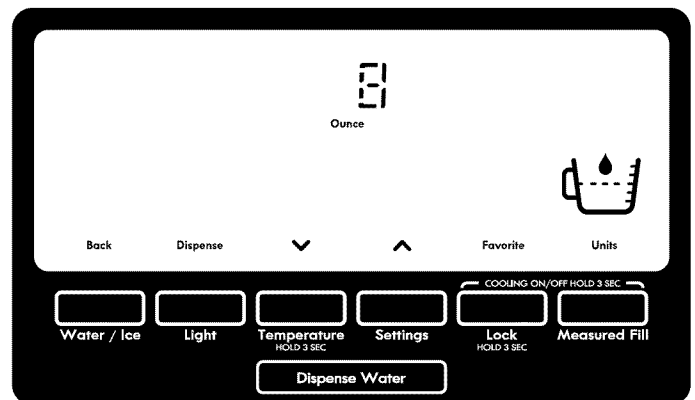 8
Ounce
Back Dispense Favorite Units
COOLING ON/OFF HOLD 3 SEC
Water / Ice Light Temperature Settings Lock Measured Fill
HOLD 3 SEC HOLD 3 SEC
Dispense Water